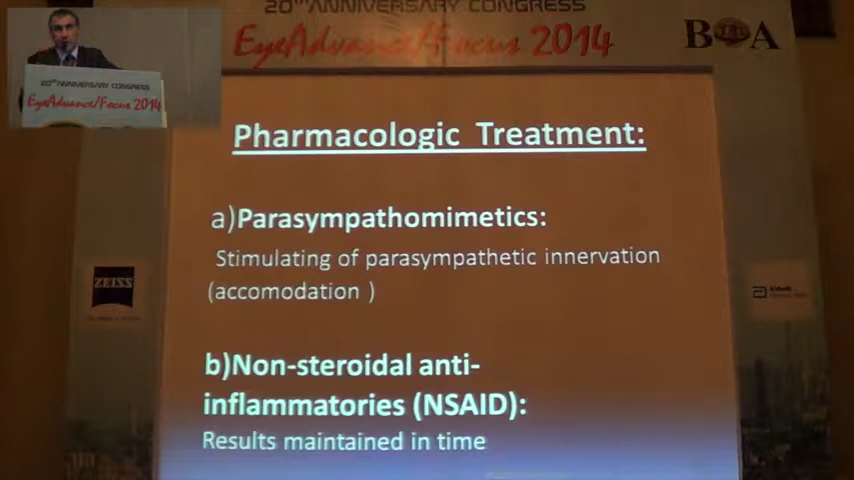 20TH ANNIVERSARY CONGRESS
EyeAdvance/Focus 2014
BOA
20TH ANNIVERSARY CONGRESS
EyeAdvance/Focus 2014
Pharmacologic Treatment:
a)Parasympathomimetics:
Stimulating of parasympathetic innervation
(accomodation )
b)Non-steroidal anti-
inflammatories (NSAID):
Results maintained in time
ZEISS
Abbott